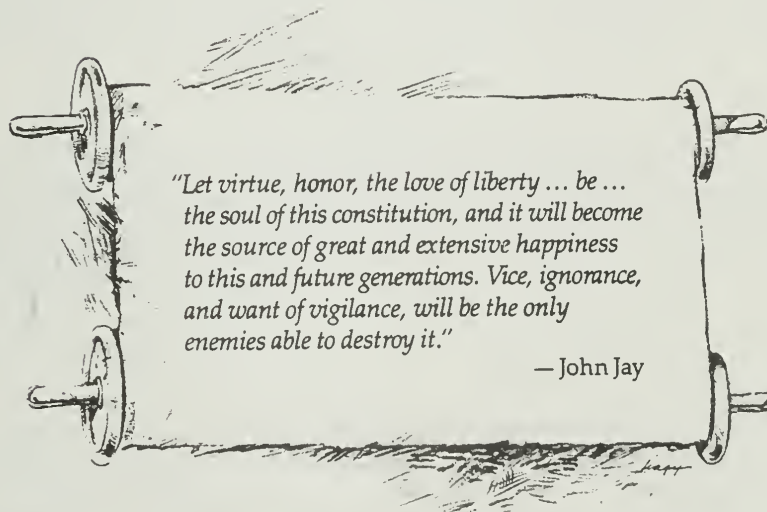 "Let virtue, honor, the love of liberty ... be ...
the soul of this constitution, and it will become
the source of great and extensive happiness
to this and future generations. Vice, ignorance,
and want of vigilance, will be the only
enemies able to destroy it."
— John Jay